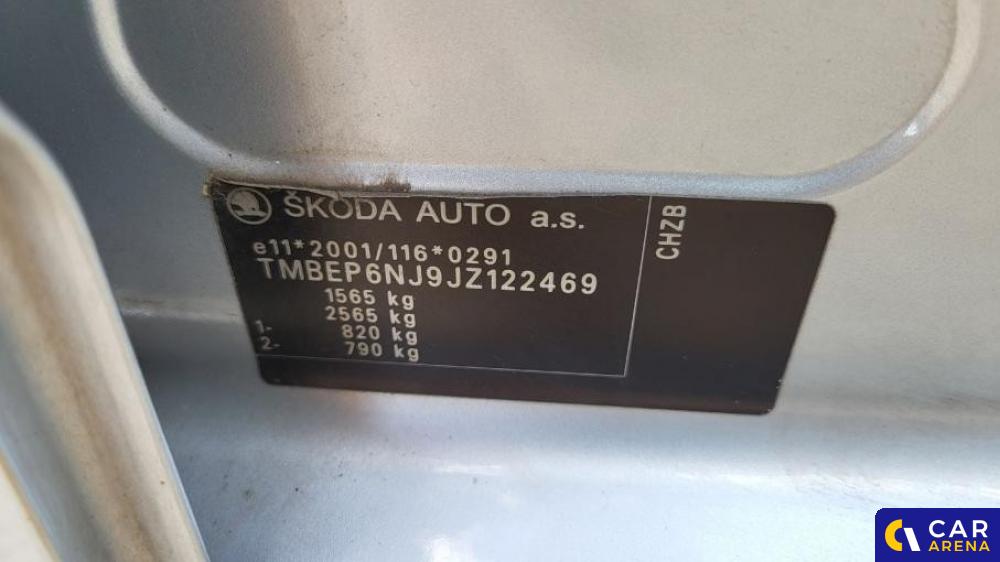 ŠKODA AUTO a.s.
e11*2001/116*0291
TMBEP6NJ9JZ122469
1565 kg
2565 kg
1- 820 kg
2- 790 kg
CHZB
CAR
ARENA